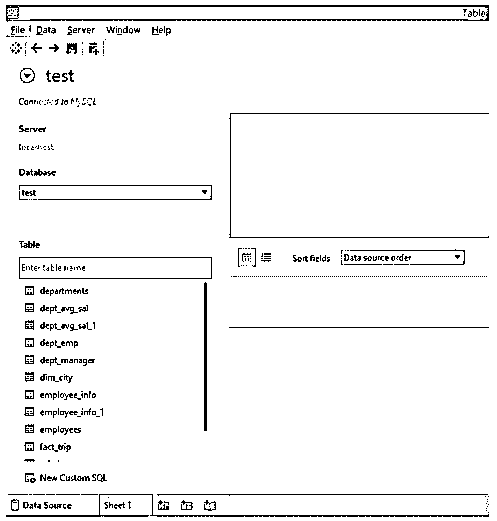 Table
File Data Server Window Help
test
Connected to MySQL
Server
localhost
Database
test
Table
Enter table name
Sort fields Data source order
departments
dept_avg_sal
dept_avg_sal_1
dept_emp
dept_manager
dim_city
employee_info
employee_info_1
employees
fact_trip
New Custom SQL
Data Source Sheet 1